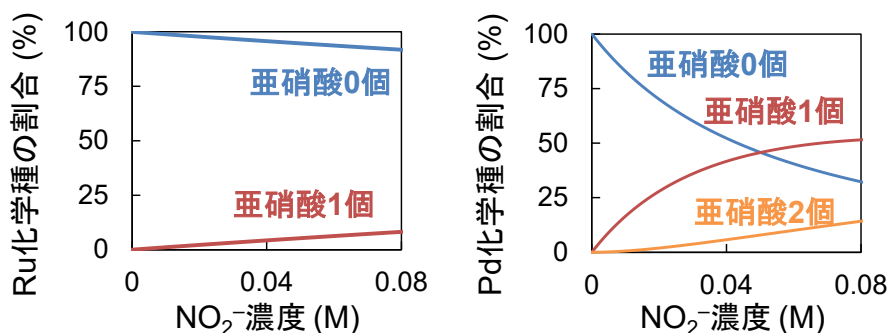 Ru化学種の割合 (%)
100
75
50
25
0
亜硝酸0個
亜硝酸1個
0
0.04
0.08
NO₂⁻濃度 (M)
Pd化学種の割合 (%)
100
75
50
25
0
亜硝酸0個
亜硝酸1個
亜硝酸2個
0
0.04
0.08
NO₂⁻濃度 (M)